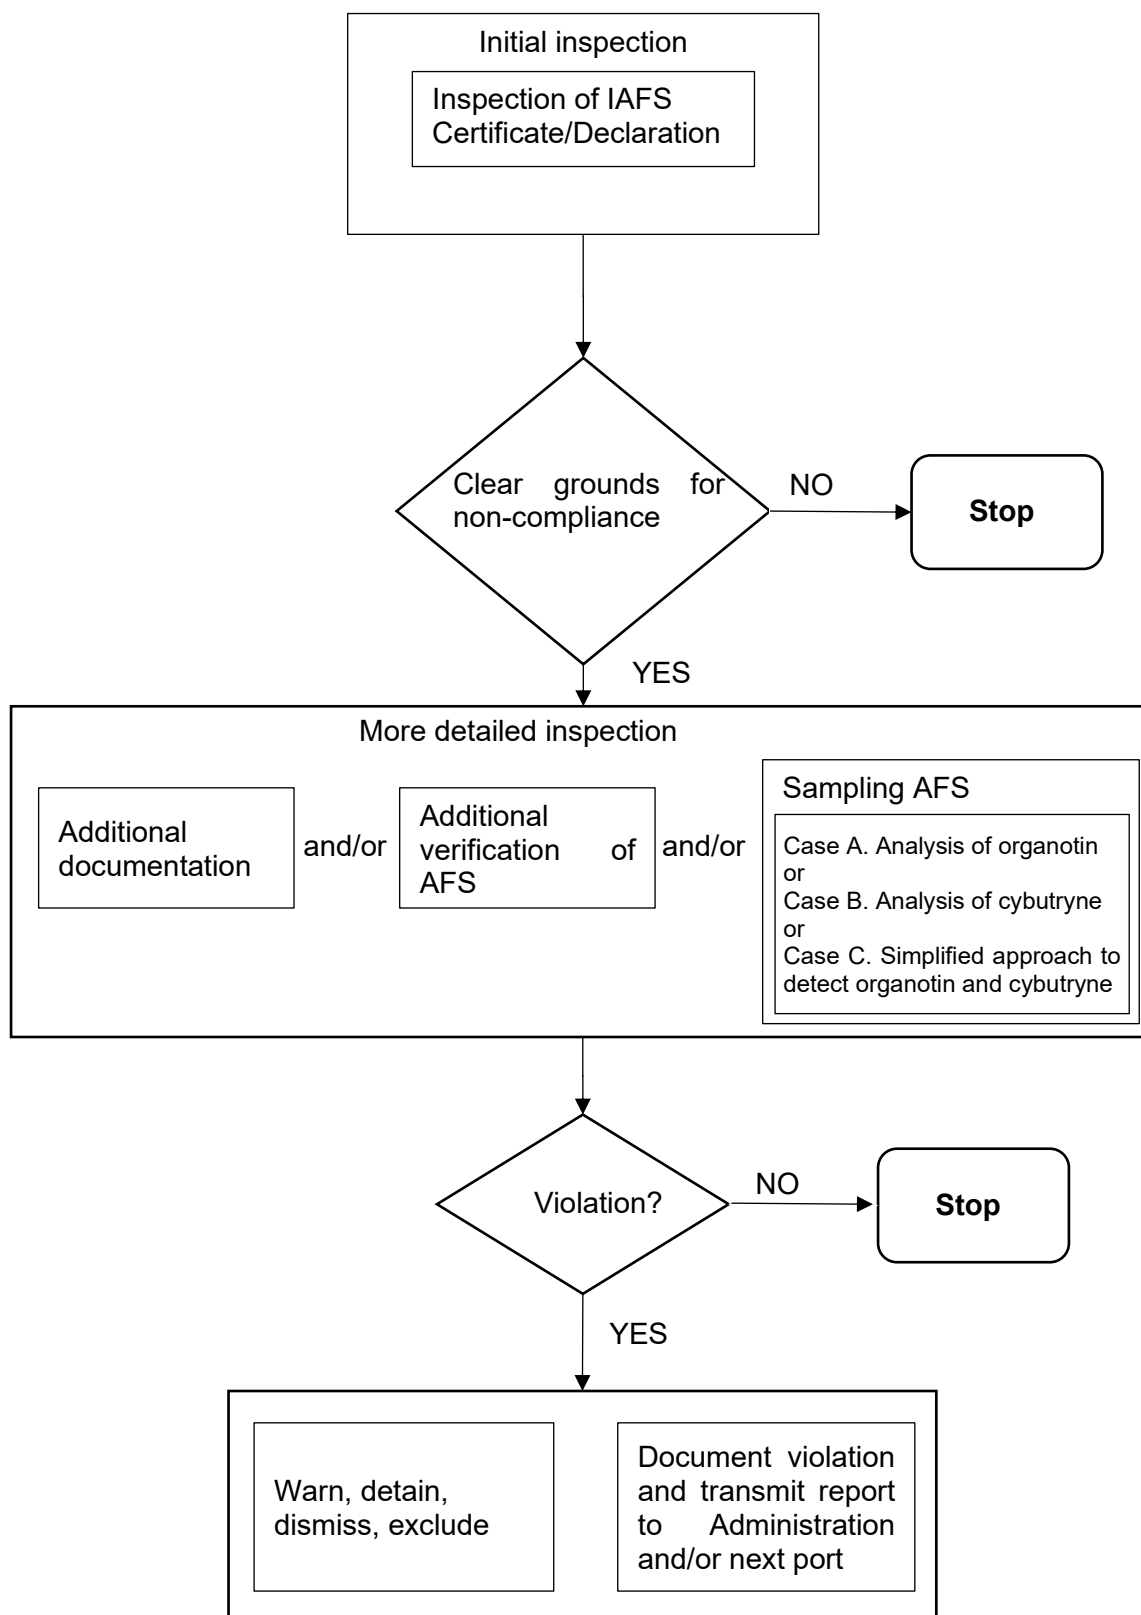 Initial inspection
Inspection of IAFS
Certificate/Declaration
Clear grounds for
non-compliance
NO
Stop
YES
More detailed inspection
Additional
documentation
and/or
Additional
verification of
AFS
and/or
Sampling AFS
Case A. Analysis of organotin
or
Case B. Analysis of cybutryne
or
Case C. Simplified approach to
detect organotin and cybutryne
Violation?
NO
Stop
YES
Warn, detain,
dismiss, exclude
Document violation
and transmit report
to Administration
and/or next port